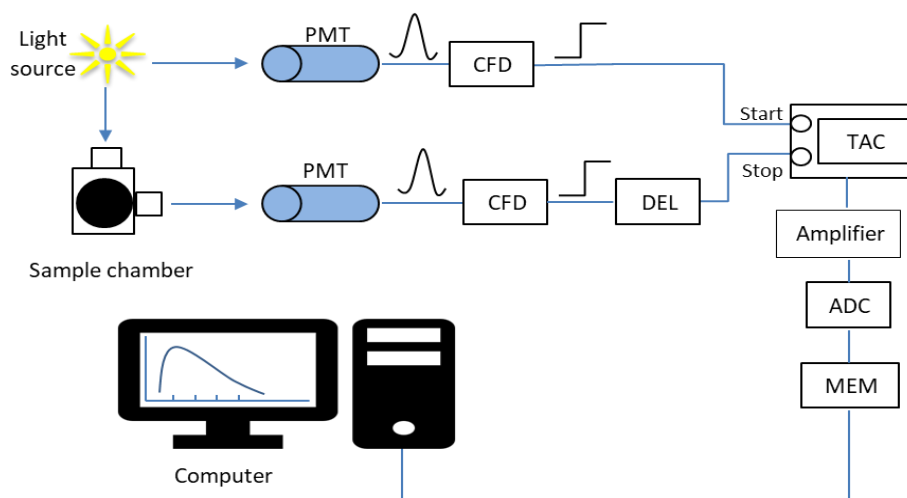 Light
source
PMT
CFD
Start
TAC
Stop
PMT
CFD
DEL
Sample chamber
Amplifier
ADC
MEM
Computer